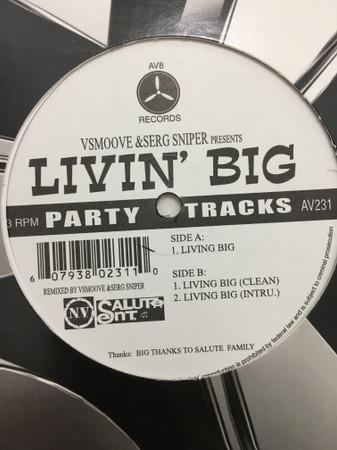 AV8
RECORDS
VSMOOVE &SERG SNIPER PRESENTS
LIVIN' BIG
3 RPM PARTY TRACKS AV231
SIDE A:
1. LIVING BIG
6 07938 02311 0
SIDE B:
1. LIVING BIG (CLEAN)
2. LIVING BIG (INTRU.)
REMIXED BY VSMOOVE &SERG SNIPER
NV SALUTE ENT.
Thanks: BIG THANKS TO SALUTE FAMILY
reproduction is prohibited by federal law and is subject to criminal prosecution